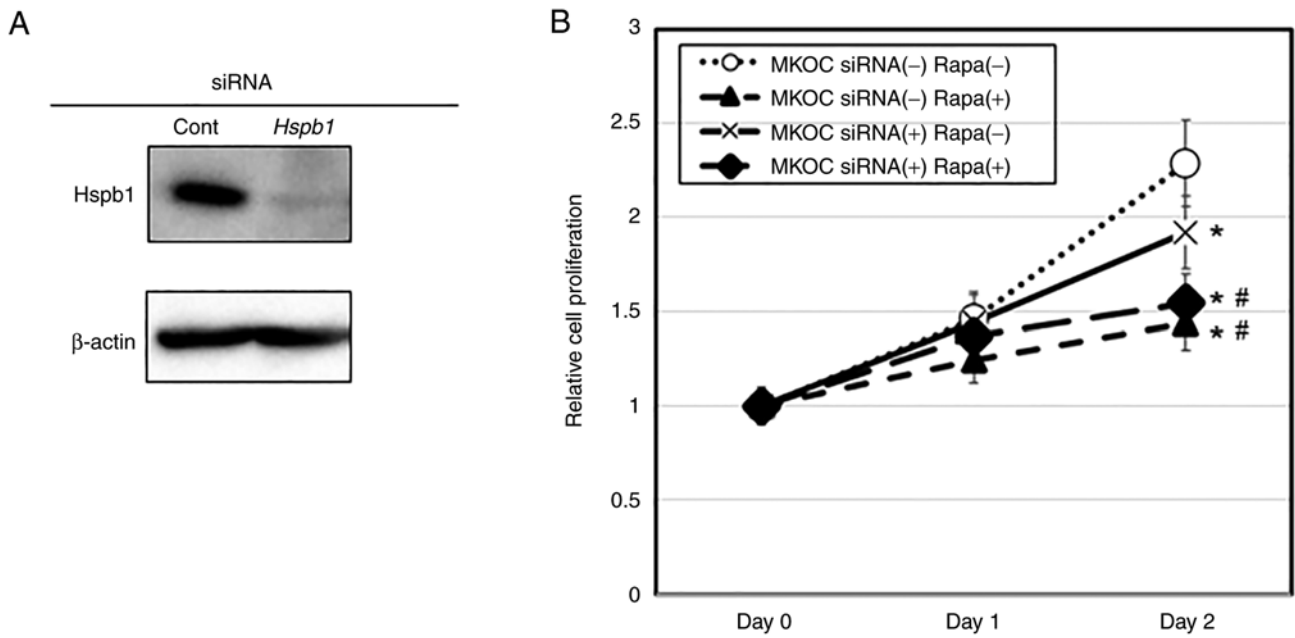 A
siRNA
Cont Hspb1
Hspb1
β-actin
B
3
2.5
2
1.5
1
0.5
0
Relative cell proliferation
MKOC siRNA(−) Rapa(−)
MKOC siRNA(−) Rapa(+)
MKOC siRNA(+) Rapa(−)
MKOC siRNA(+) Rapa(+)
*
* #
* #
Day 0 Day 1 Day 2